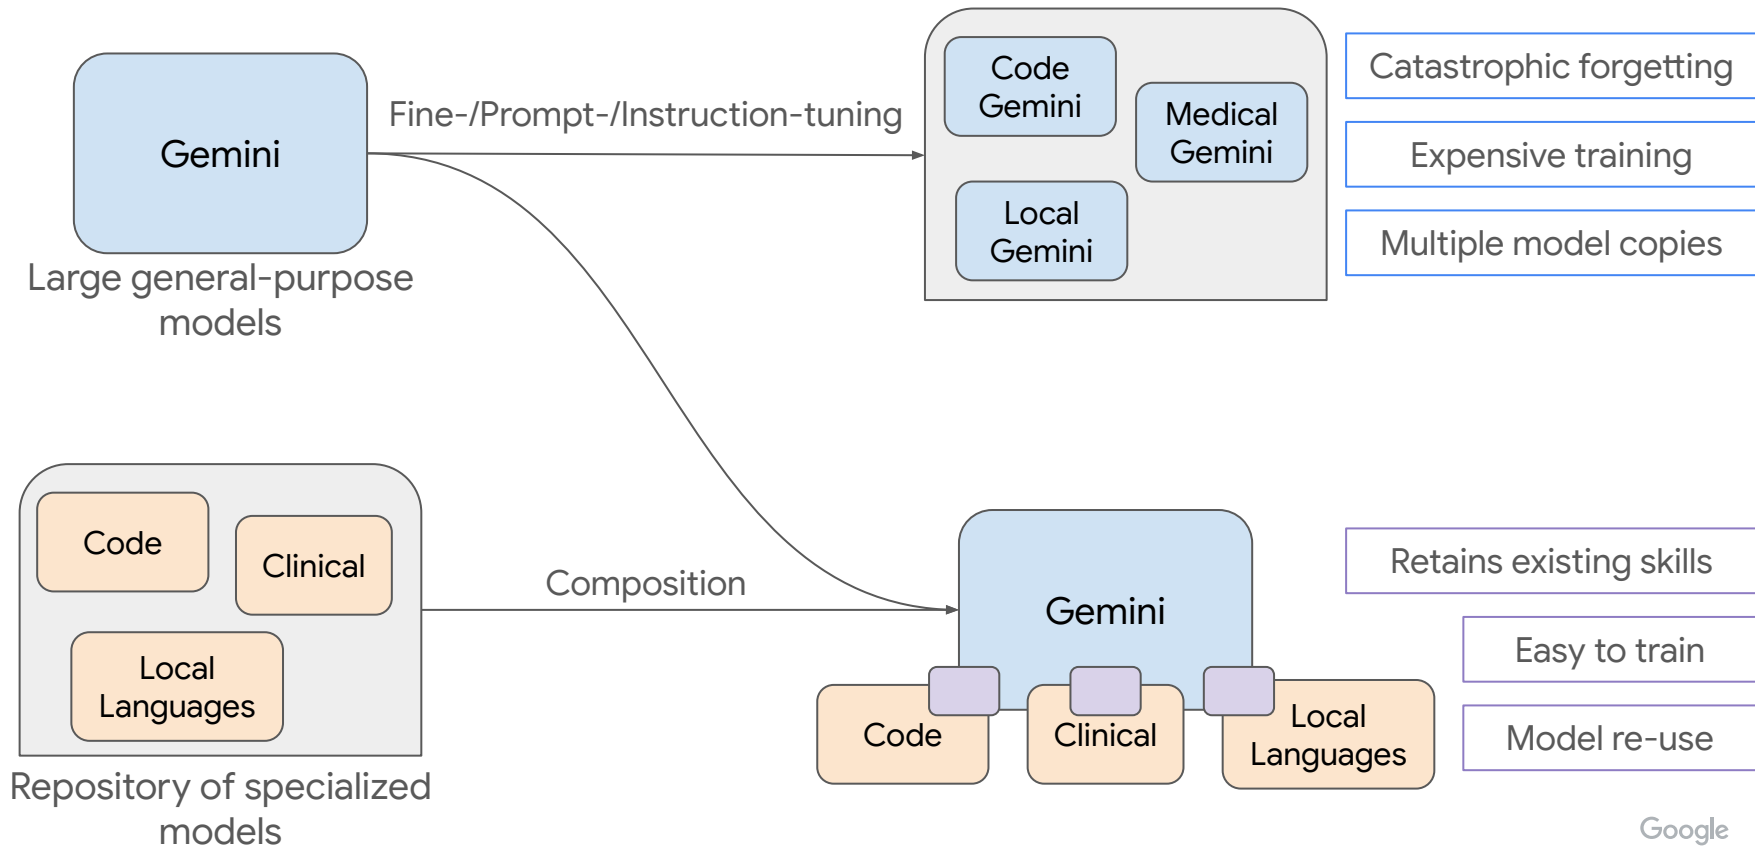 Gemini
Large general-purpose
models
Fine-/Prompt-/Instruction-tuning
Code
Gemini
Medical
Gemini
Local
Gemini
Catastrophic forgetting
Expensive training
Multiple model copies
Code
Clinical
Local
Languages
Repository of specialized
models
Composition
Gemini
Code
Clinical
Local
Languages
Retains existing skills
Easy to train
Model re-use
Google